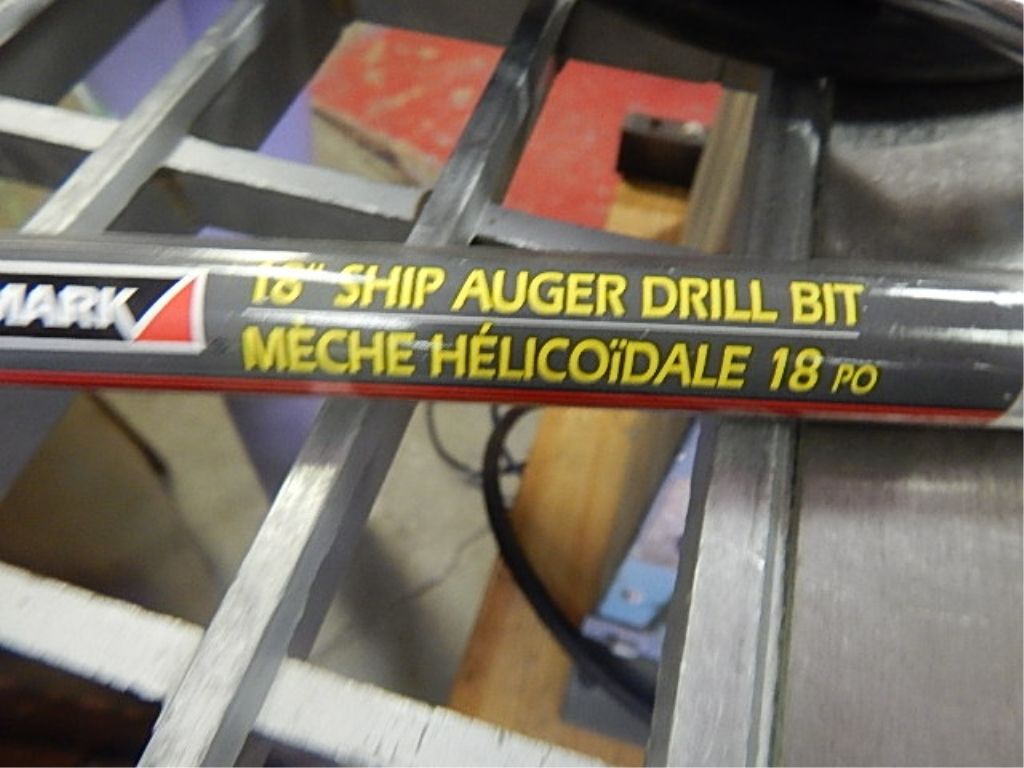 MARK
18" SHIP AUGER DRILL BIT
MÈCHE HÉLICOïDALE 18 PO